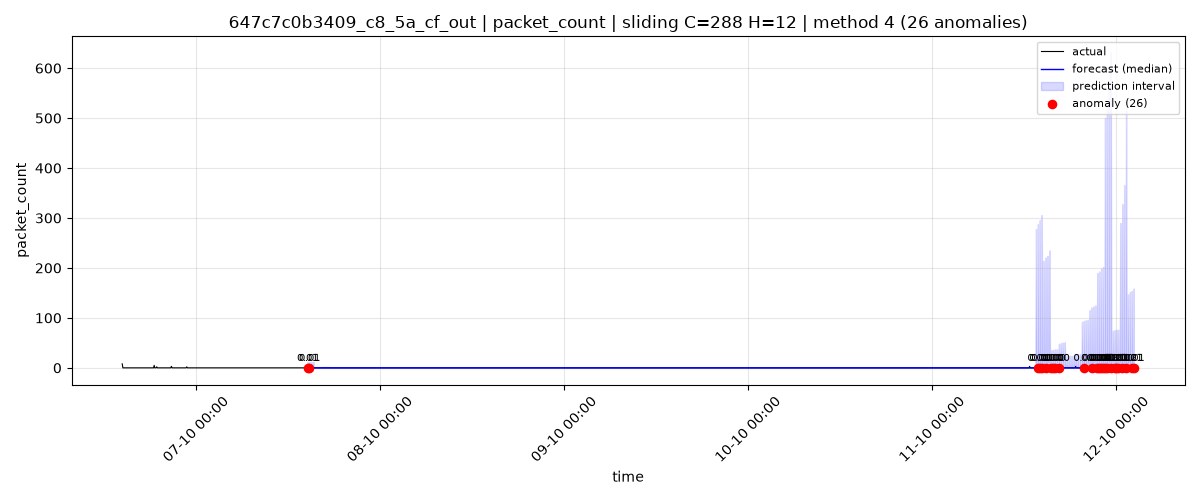 647c7c0b3409_c8_5a_cf_out | packet_count | sliding C=288 H=12 | method 4 (26 anomalies)
actual
forecast (median)
prediction interval
anomaly (26)
packet_count
600
500
400
300
200
100
0
07-10 00:00
08-10 00:00
09-10 00:00
10-10 00:00
11-10 00:00
12-10 00:00
time